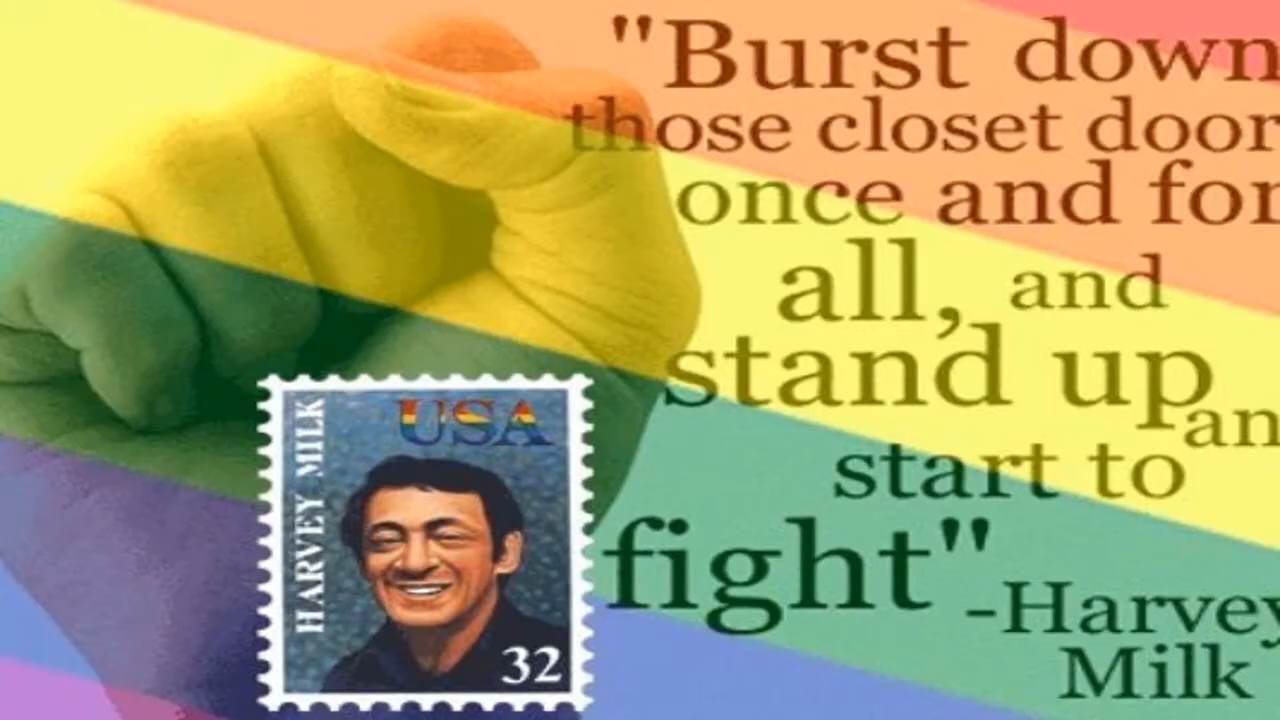 "Burst down
those closet door
once and for
all, and
stand up
an
start to
fight"
-Harvey
Milk
USA
HARVEY MILK
32